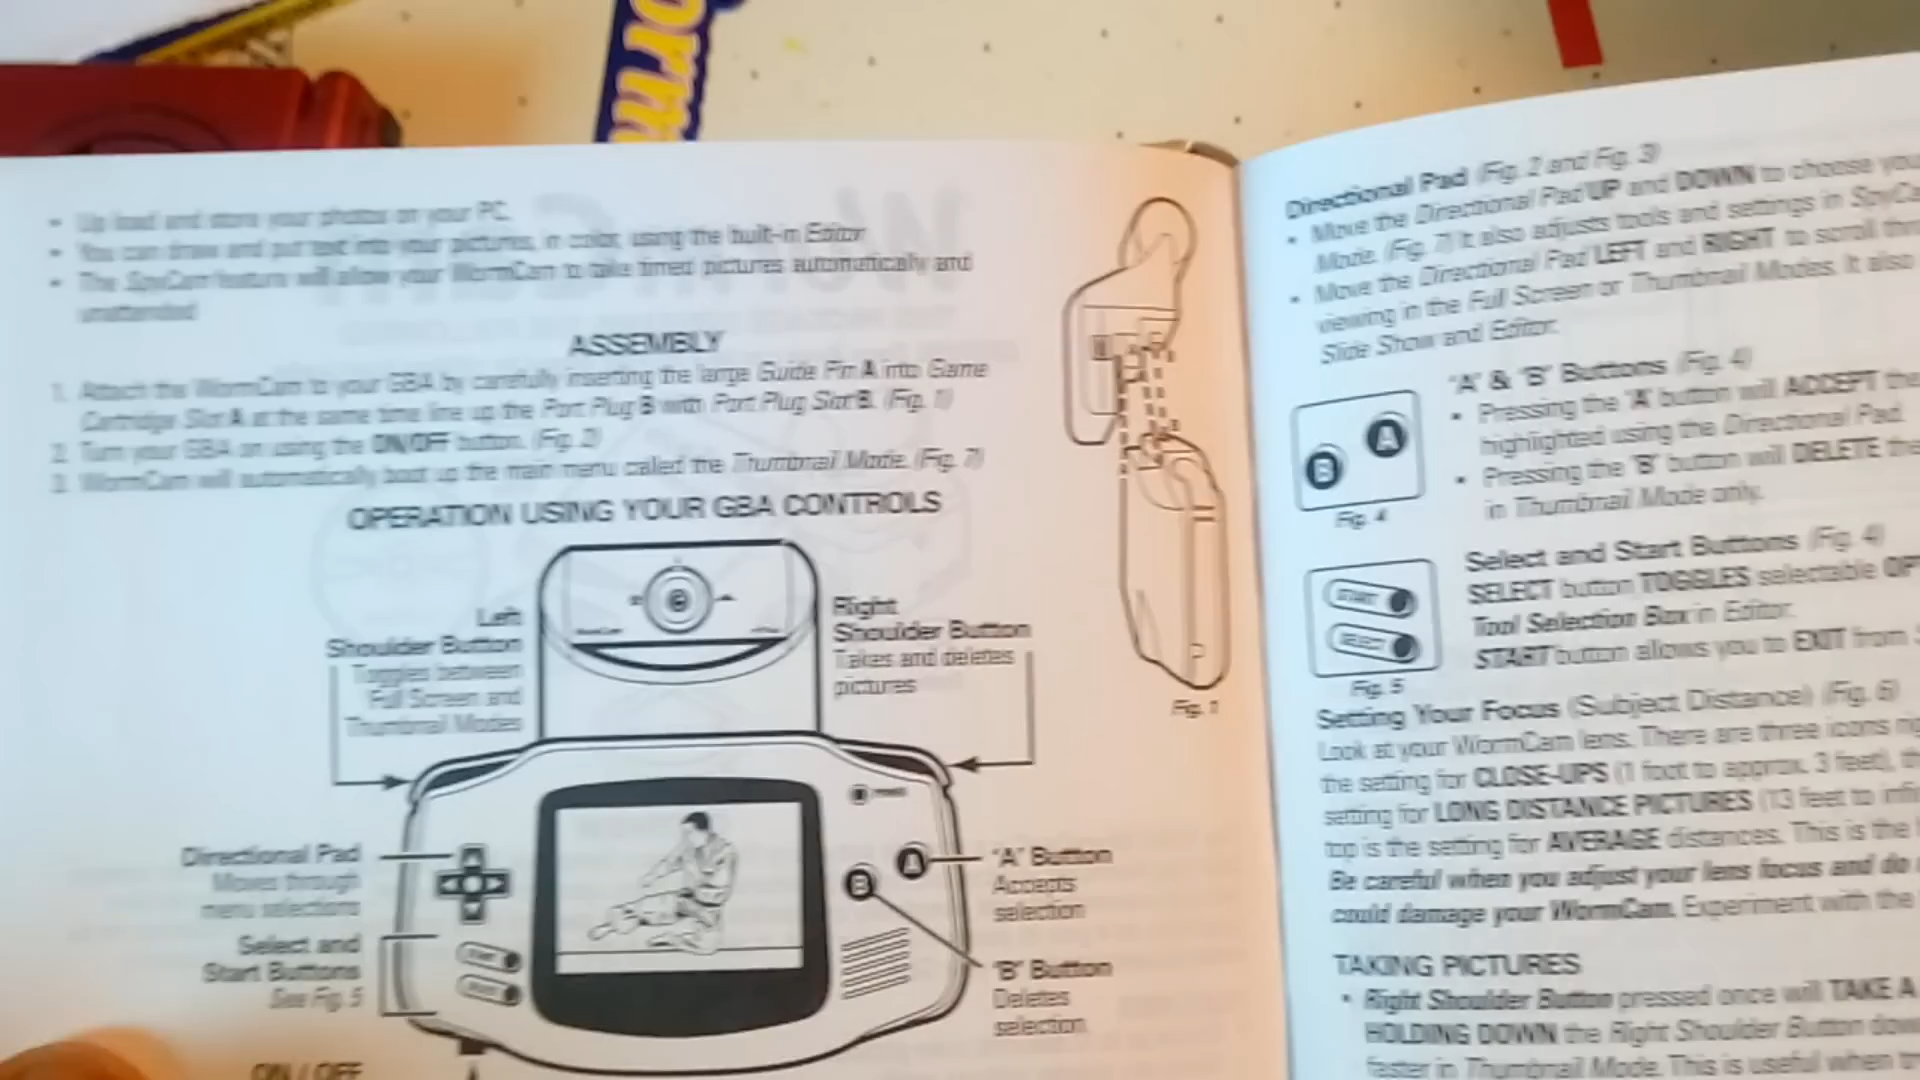 orm
• Up load and store your photos on your PC.
• You can draw and put text into your pictures, in color, using the built-in Editor.
• The SpyCam feature will allow your WormCam to take timed pictures automatically and
unattended
ASSEMBLY
1. Attach the WormCam to your GBA by carefully inserting the large Guide Pin A into Game
Cartridge Slot A at the same time line up the Port Plug B with Port Plug Slot B. (Fig. 1)
2. Turn your GBA on using the ON/OFF button. (Fig. 2)
3. WormCam will automatically boot up the main menu called the Thumbnail Mode. (Fig. 7)
OPERATION USING YOUR GBA CONTROLS
Left
Shoulder Button
Toggles between
Full Screen and
Thumbnail Modes
Right
Shoulder Button
Takes and deletes
pictures
Fig. 1
Directional Pad
Moves through
menu selections
Select and
Start Buttons
See Fig. 5
ON / OFF
B
A
'A' Button
Accepts
selection
'B' Button
Deletes
selection
Directional Pad (Fig. 2 and Fig. 3)
• Move the Directional Pad UP and DOWN to choose
Mode. (Fig. 7) It also adjusts tools and settings in
• Move the Directional Pad LEFT and RIGHT to scroll
viewing in the Full Screen or Thumbnail Modes. It also
Slide Show and Editor.
B
A
Fig. 4
'A' & 'B' Buttons (Fig. 4)
• Pressing the 'A' button will ACCEPT the
highlighted using the Directional Pad.
• Pressing the 'B' button will DELETE the
in Thumbnail Mode only.
START
SELECT
Fig. 5
Select and Start Buttons (Fig. 4)
SELECT button TOGGLES selectable
Tool Selection Box in Editor.
START button allows you to EXIT from
Setting Your Focus (Subject Distance) (Fig. 6)
Look at your WormCam lens. There are three icons
the setting for CLOSE-UPS (1 foot to approx. 3 feet),
setting for LONG DISTANCE PICTURES (13 feet to
top is the setting for AVERAGE distances. This is the
Be careful when you adjust your lens focus and do
could damage your WormCam. Experiment with the
TAKING PICTURES
• Right Shoulder Button pressed once will TAKE A
HOLDING DOWN the Right Shoulder Button
faster in Thumbnail Mode. This is useful when